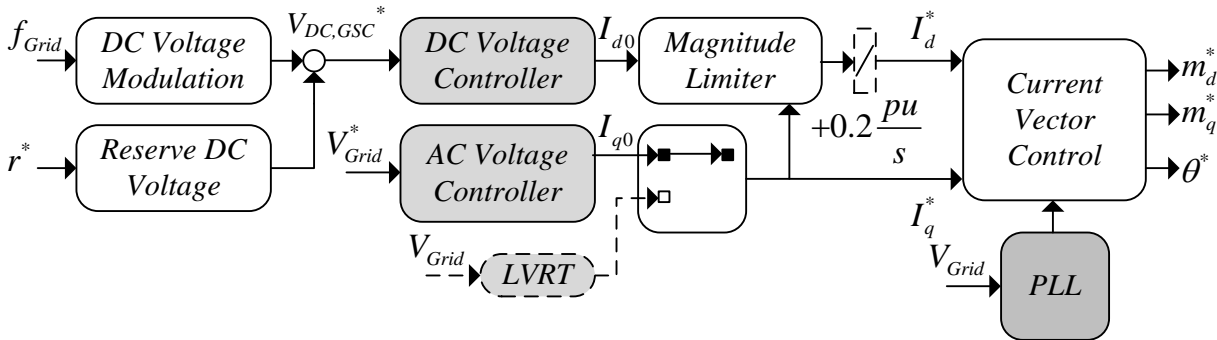 f_Grid
DC Voltage
Modulation
V_DC,GSC*
DC Voltage
Controller
I_d0
Magnitude
Limiter
I_d^*
Current
Vector
Control
m_d^*
m_q^*
θ^*
r^*
Reserve DC
Voltage
V_Grid^*
AC Voltage
Controller
I_q0
+0.2 pu/s
I_q^*
V_Grid
LVRT
V_Grid
PLL